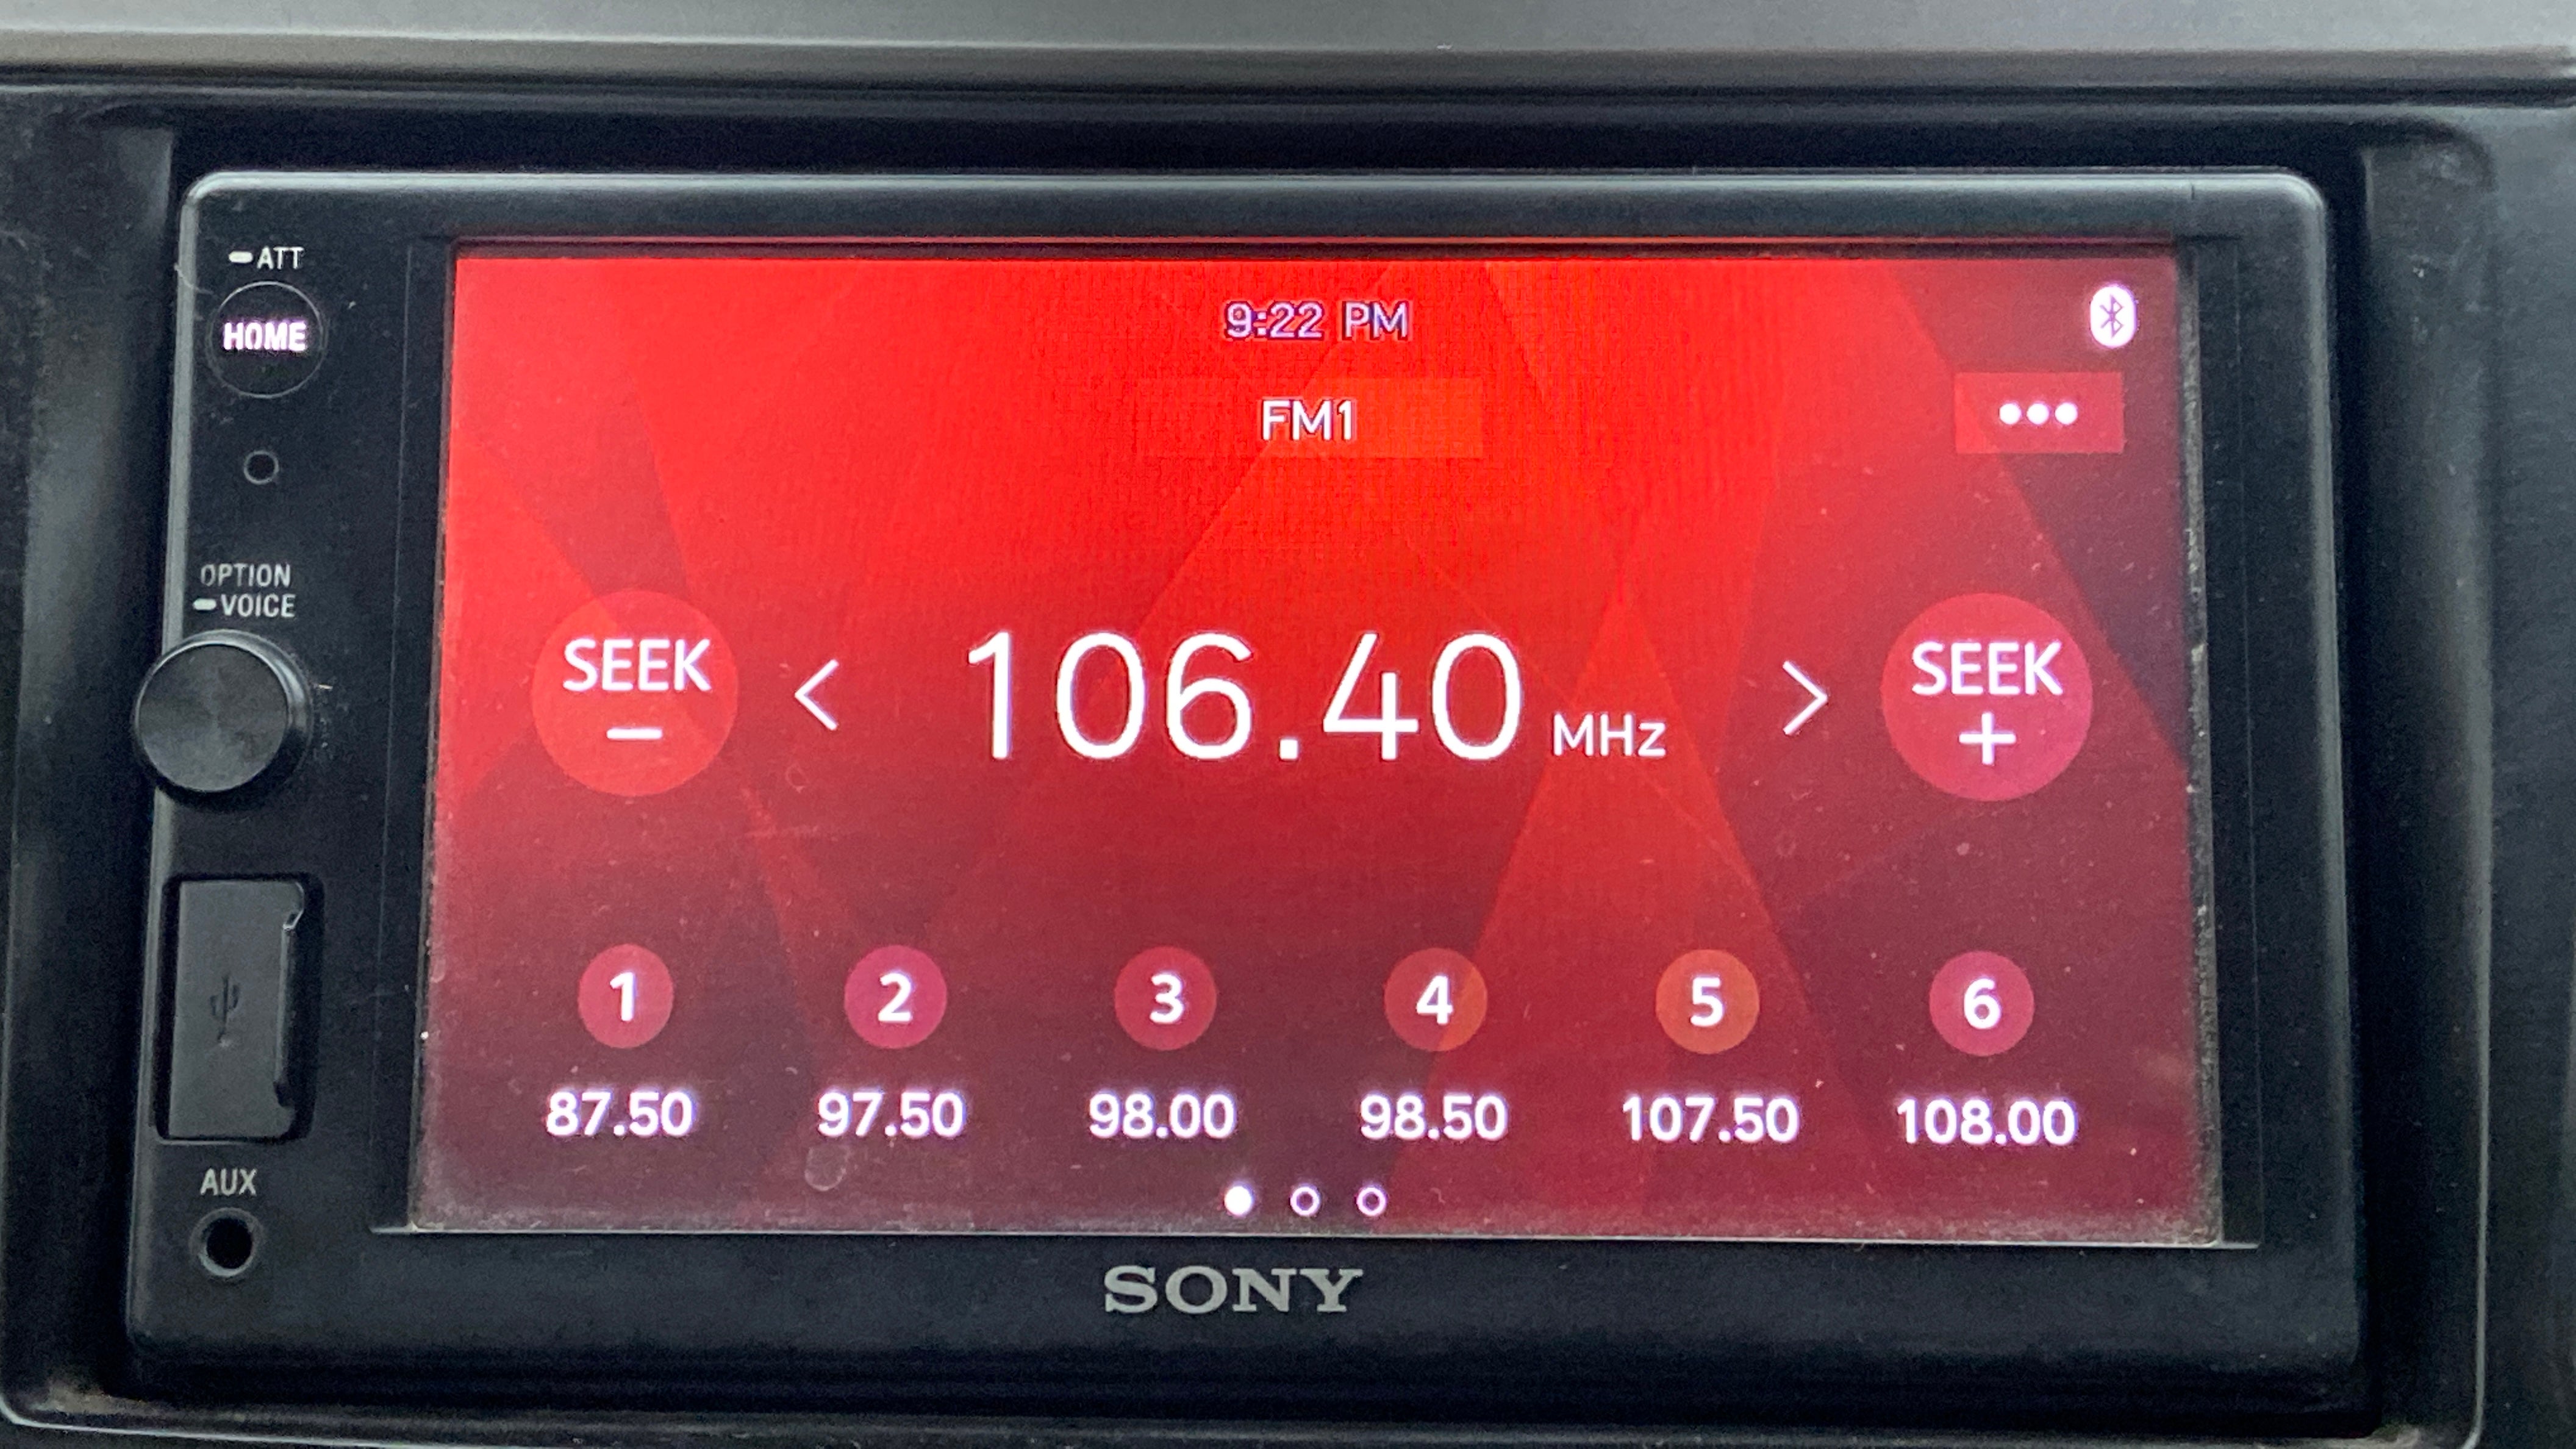 ATT
HOME
OPTION
VOICE
AUX
9:22 PM
FM1
•••
SEEK
−
<
106.40 MHz
>
SEEK
+
1 2 3 4 5 6
87.50 97.50 98.00 98.50 107.50 108.00
SONY